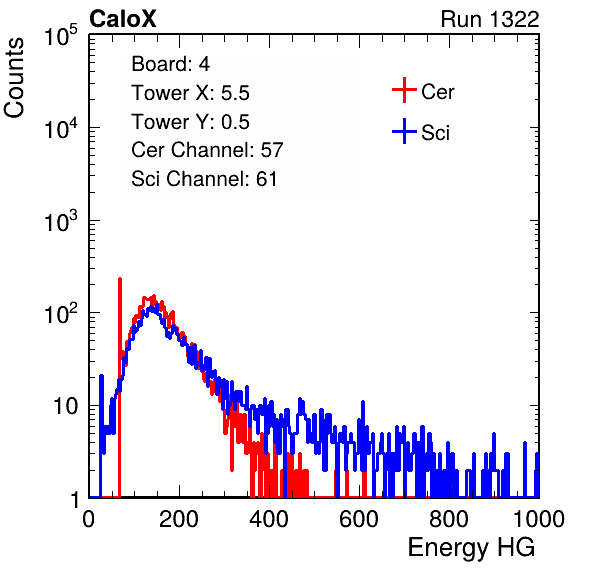 CaloX Run 1322
Counts
10^5
10^4
10^3
10^2
10
1
Board: 4
Tower X: 5.5
Tower Y: 0.5
Cer Channel: 57
Sci Channel: 61
Cer
Sci
0 200 400 600 800 1000
Energy HG